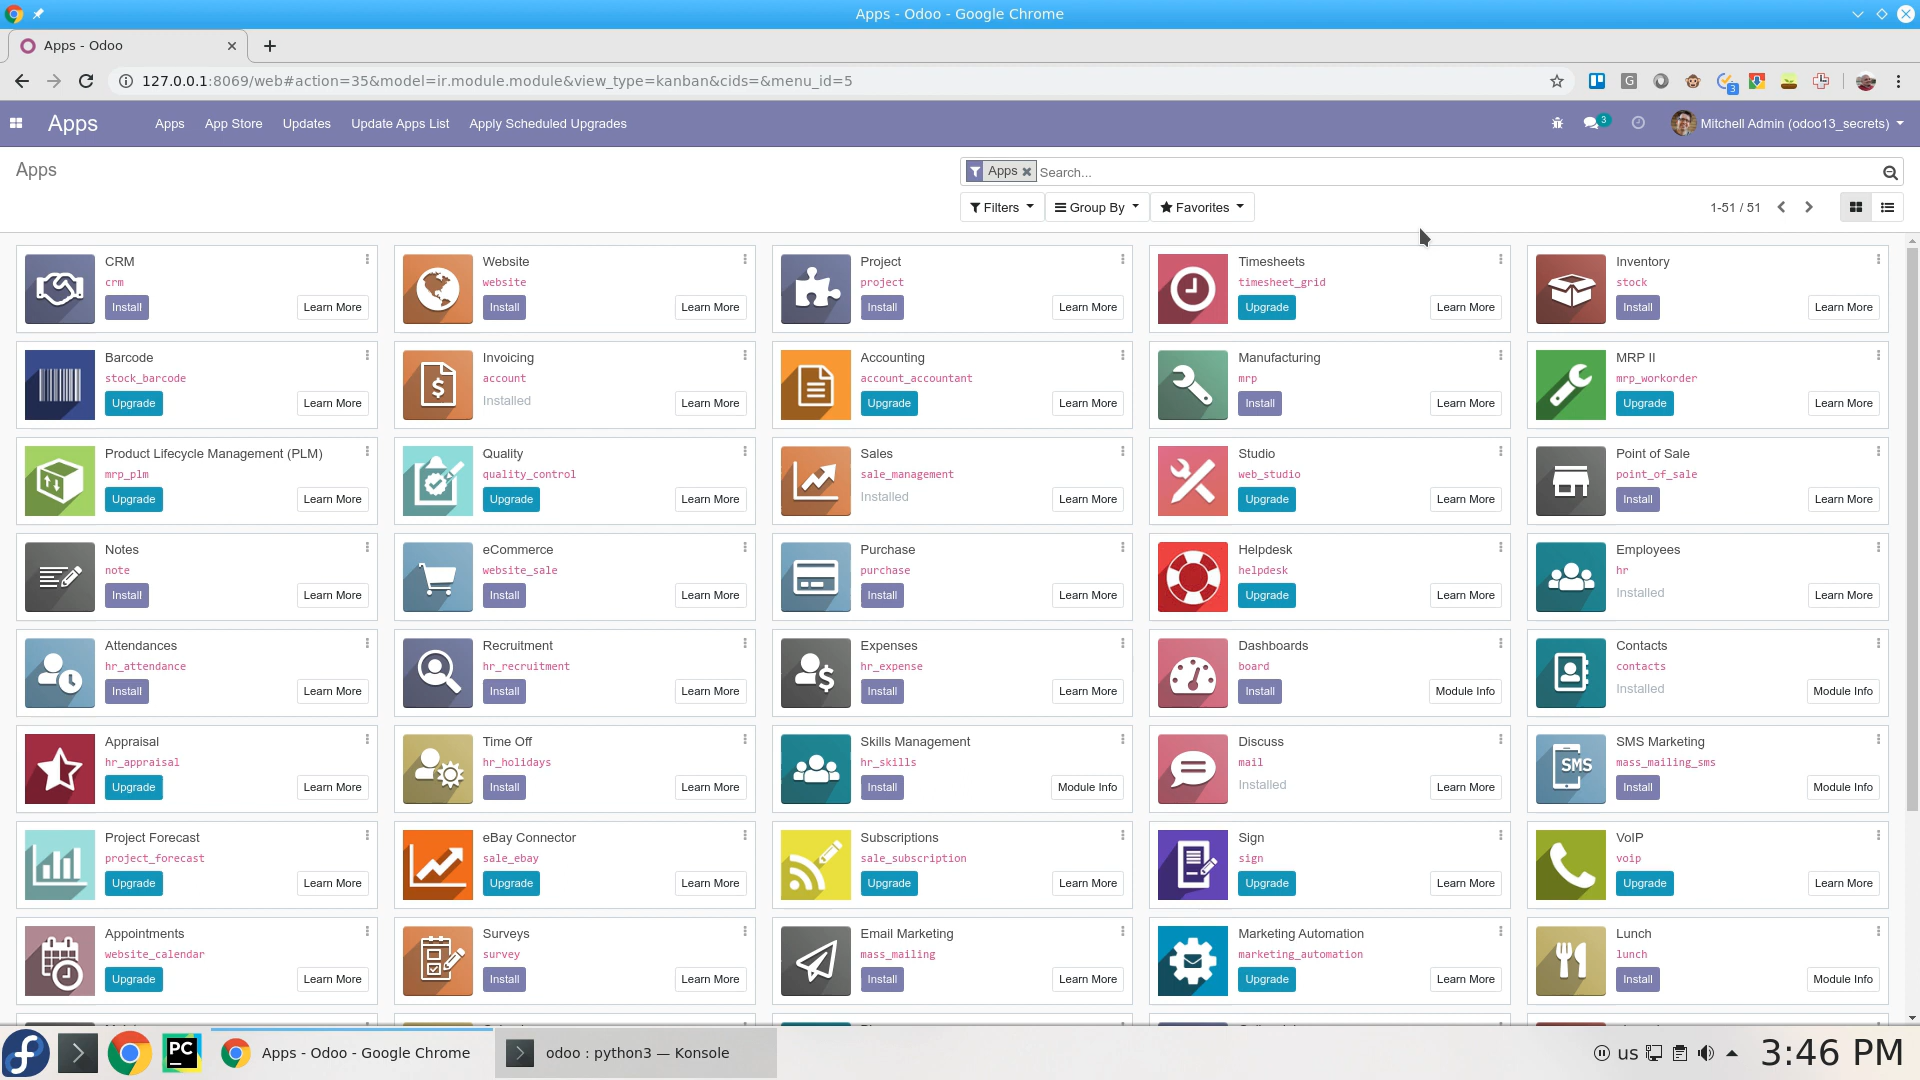 Apps - Odoo - Google Chrome
Apps - Odoo
127.0.0.1:8069/web#action=35&model=ir.module.module&view_type=kanban&cids=&menu_id=5
G
3
Apps
Apps App Store Updates Update Apps List Apply Scheduled Upgrades
3
Mitchell Admin (odoo13_secrets)
Apps
Apps
Search...
Filters Group By Favorites
1-51 / 51
CRM
crm
Install
Learn More
Website
website
Install
Learn More
Project
project
Install
Learn More
Timesheets
timesheet_grid
Upgrade
Learn More
Inventory
stock
Install
Learn More
Barcode
stock_barcode
Upgrade
Learn More
Invoicing
account
Installed
Learn More
Accounting
account_accountant
Upgrade
Learn More
Manufacturing
mrp
Install
Learn More
MRP II
mrp_workorder
Upgrade
Learn More
Product Lifecycle Management (PLM)
mrp_plm
Upgrade
Learn More
Quality
quality_control
Upgrade
Learn More
Sales
sale_management
Installed
Learn More
Studio
web_studio
Upgrade
Learn More
Point of Sale
point_of_sale
Install
Learn More
Notes
note
Install
Learn More
eCommerce
website_sale
Install
Learn More
Purchase
purchase
Install
Learn More
Helpdesk
helpdesk
Upgrade
Learn More
Employees
hr
Installed
Learn More
Attendances
hr_attendance
Install
Learn More
Recruitment
hr_recruitment
Install
Learn More
Expenses
hr_expense
Install
Learn More
Dashboards
board
Install
Module Info
Contacts
contacts
Installed
Module Info
Appraisal
hr_appraisal
Upgrade
Learn More
Time Off
hr_holidays
Install
Learn More
Skills Management
hr_skills
Install
Module Info
Discuss
mail
Installed
Learn More
SMS
SMS Marketing
mass_mailing_sms
Install
Module Info
Project Forecast
project_forecast
Upgrade
Learn More
eBay Connector
sale_ebay
Upgrade
Learn More
Subscriptions
sale_subscription
Upgrade
Learn More
Sign
sign
Upgrade
Learn More
VoIP
voip
Upgrade
Learn More
Appointments
website_calendar
Upgrade
Learn More
Surveys
survey
Install
Learn More
Email Marketing
mass_mailing
Install
Learn More
Marketing Automation
marketing_automation
Upgrade
Learn More
Lunch
lunch
Install
Module Info
PC
Apps - Odoo - Google Chrome
odoo : python3 — Konsole
us
3:46 PM